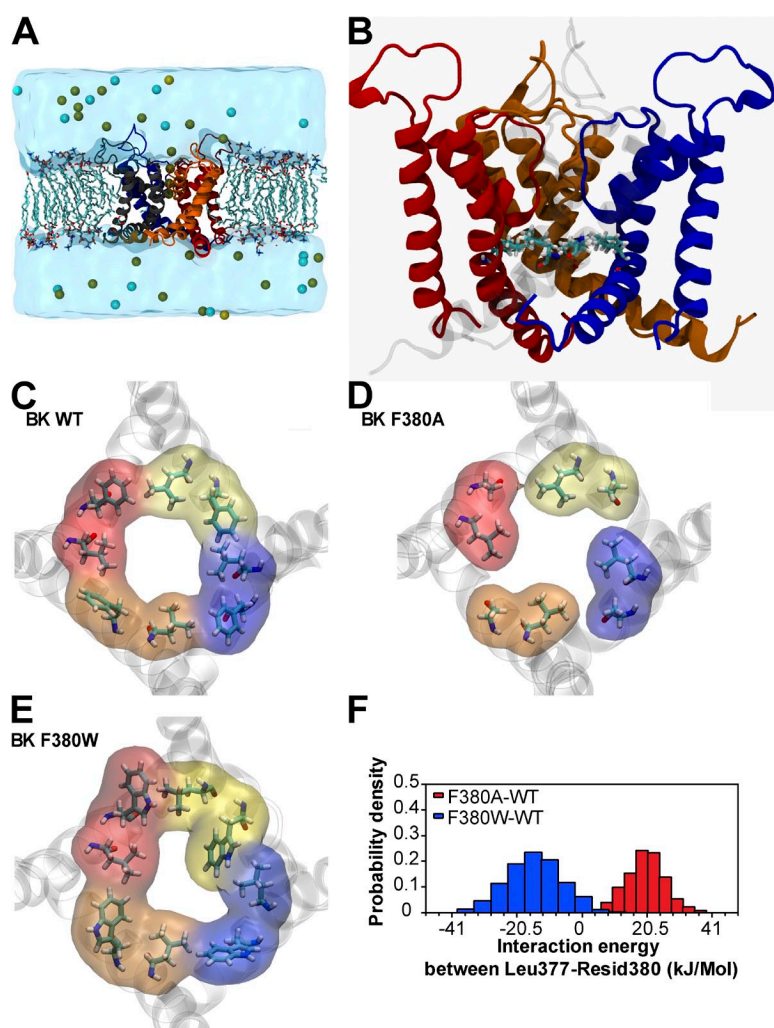 A
B
C
BK WT
D
BK F380A
E
BK F380W
F
Probability density
0.5
0.4
0.3
0.2
0.1
0
F380A-WT
F380W-WT
-41 -20.5 0 20.5 41
Interaction energy
between Leu377-Resid380 (kJ/Mol)